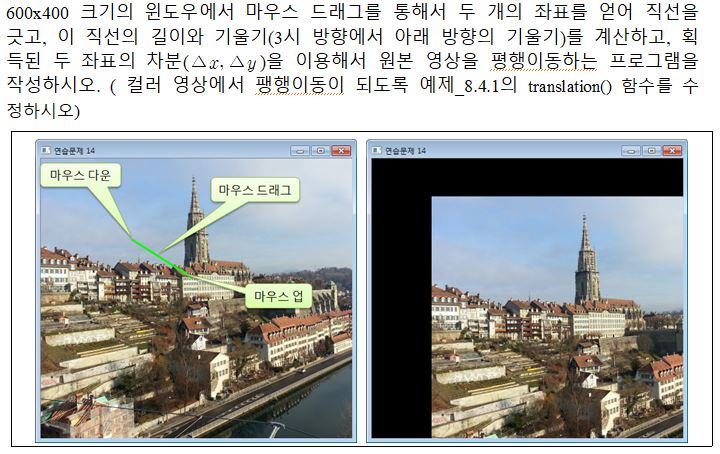 600x400 크기의 윈도우에서 마우스 드래그를 통해서 두 개의 좌표를 얻어 직선을
긋고, 이 직선의 길이와 기울기(3시 방향에서 아래 방향의 기울기)를 계산하고, 획
득된 두 좌표의 차분(△x, △y)을 이용해서 원본 영상을 평행이동하는 프로그램을
작성하시오. ( 컬러 영상에서 팽행이동이 되도록 예제_8.4.1의 translation() 함수를 수
정하시오)
연습문제 14
연습문제 14
마우스 다운
마우스 드래그
마우스 업